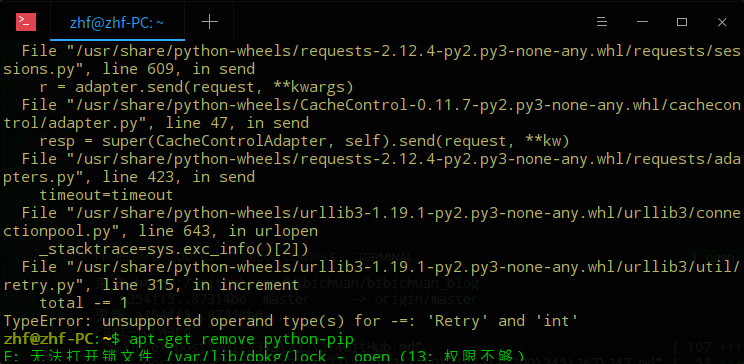 zhf@zhf-PC: ~
File "/usr/share/python-wheels/requests-2.12.4-py2.py3-none-any.whl/requests/ses
sions.py", line 609, in send
r = adapter.send(request, **kwargs)
File "/usr/share/python-wheels/CacheControl-0.11.7-py2.py3-none-any.whl/cachecon
trol/adapter.py", line 47, in send
resp = super(CacheControlAdapter, self).send(request, **kw)
File "/usr/share/python-wheels/requests-2.12.4-py2.py3-none-any.whl/requests/ada
pters.py", line 423, in send
timeout=timeout
File "/usr/share/python-wheels/urllib3-1.19.1-py2.py3-none-any.whl/urllib3/conne
ctionpool.py", line 643, in urlopen
_stacktrace=sys.exc_info()[2])
File "/usr/share/python-wheels/urllib3-1.19.1-py2.py3-none-any.whl/urllib3/util/
retry.py", line 315, in increment
total -= 1
TypeError: unsupported operand type(s) for -=: 'Retry' and 'int'
zhf@zhf-PC:~$ apt-get remove python-pip
E: 无法打开锁文件 /var/lib/dpkg/lock - open (13: 权限不够)